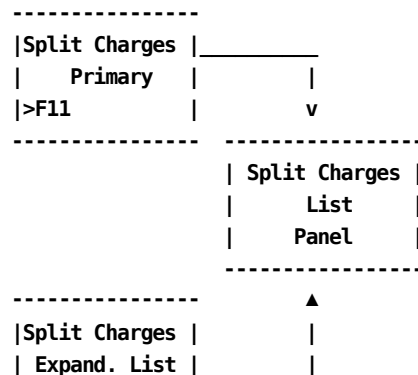 Split Charges
Primary
>F11
Split Charges
List
Panel
Split Charges
Expand. List